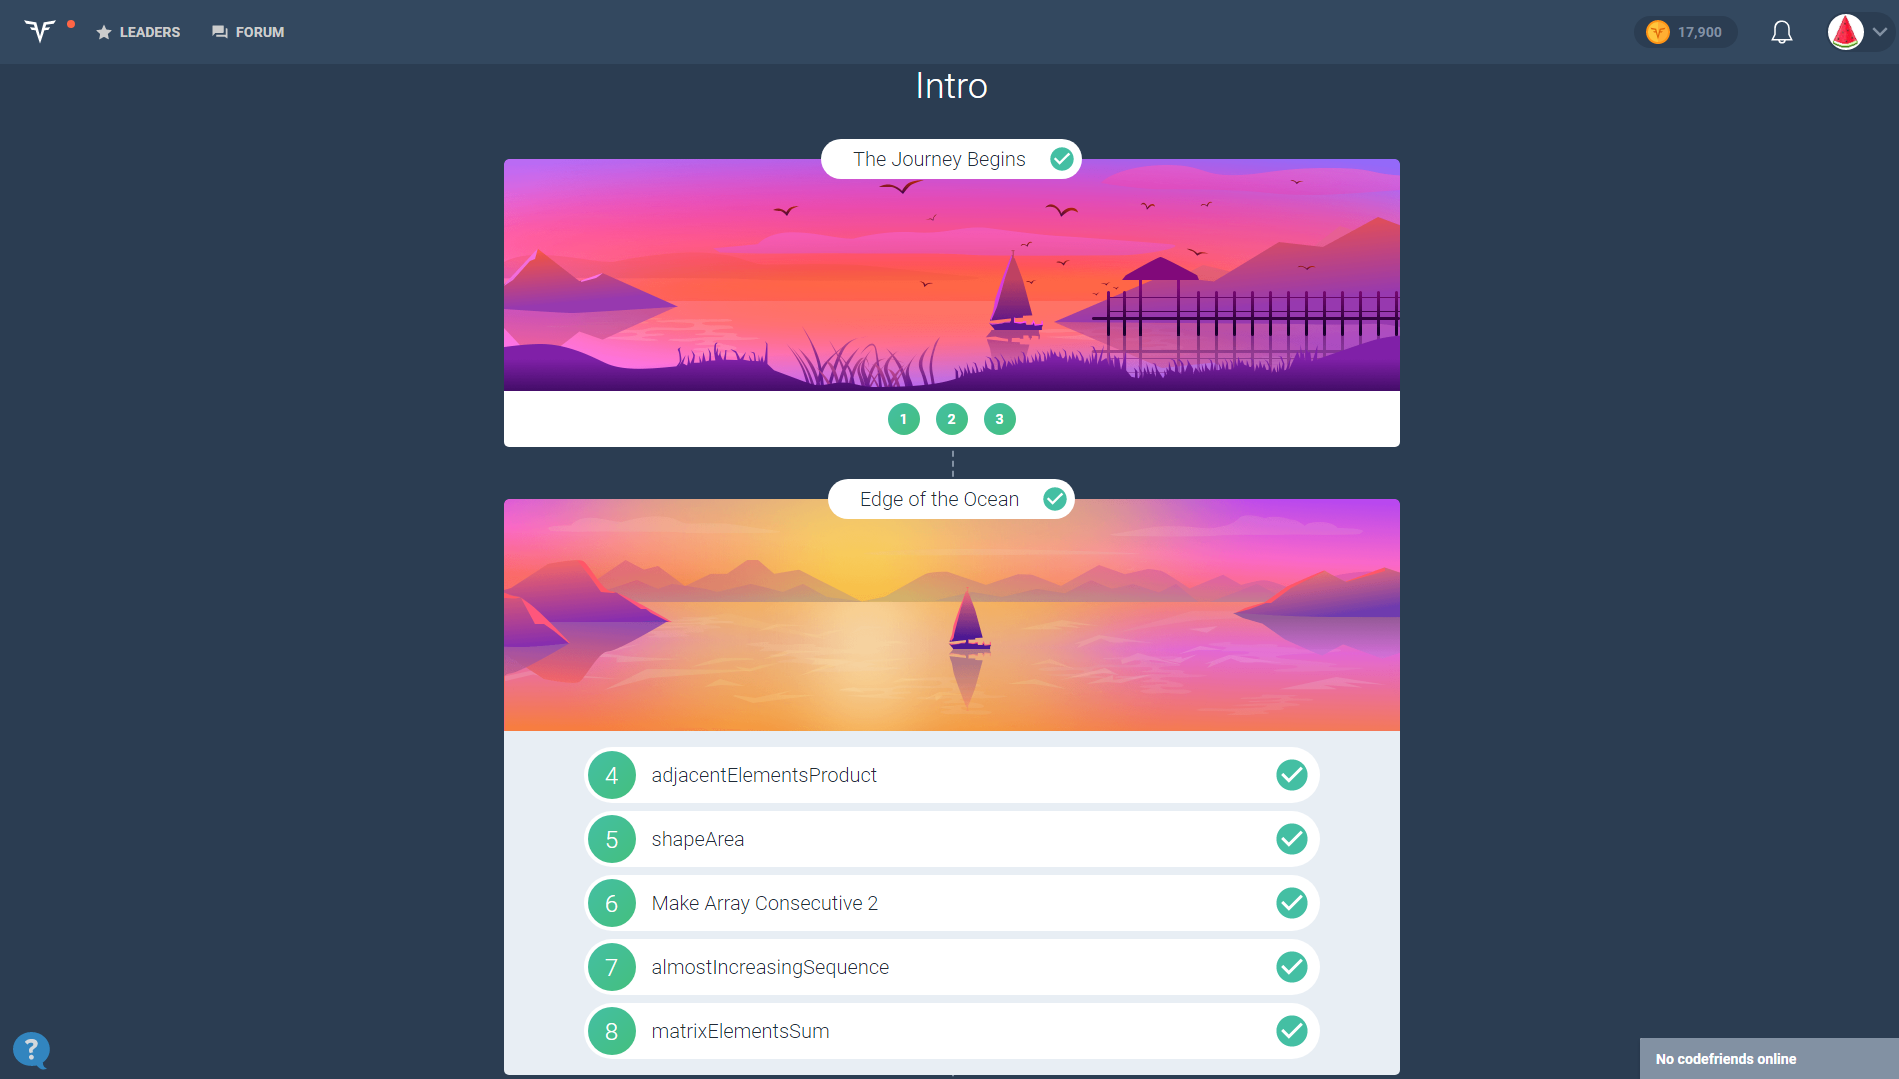 LEADERS
FORUM
17,900
Intro
The Journey Begins
1 2 3
Edge of the Ocean
4 adjacentElementsProduct
5 shapeArea
6 Make Array Consecutive 2
7 almostIncreasingSequence
8 matrixElementsSum
?
No codefriends online